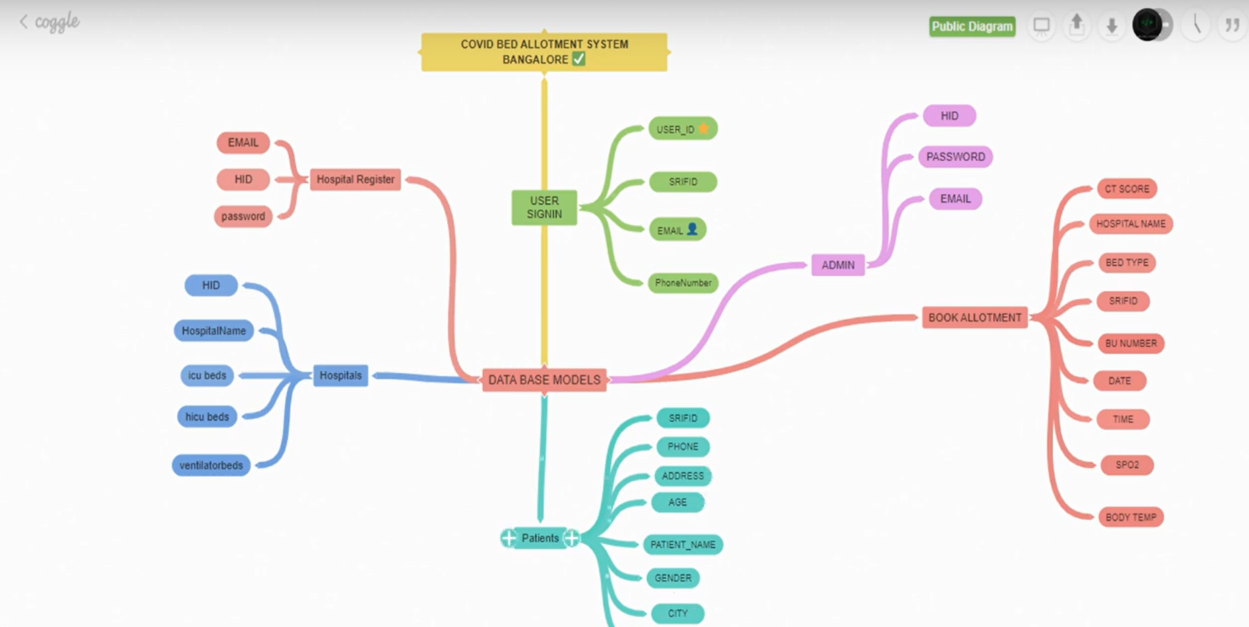 coggle
Public Diagram
COVID BED ALLOTMENT SYSTEM
BANGALORE
EMAIL
HID
password
Hospital Register
USER
SIGNIN
USER_ID
SRIFID
EMAIL
PhoneNumber
HID
PASSWORD
EMAIL
ADMIN
CT SCORE
HOSPITAL NAME
BED TYPE
SRIFID
BU NUMBER
DATE
TIME
SPO2
BODY TEMP
BOOK ALLOTMENT
HID
HospitalName
icu beds
hicu beds
ventilatorbeds
Hospitals
DATA BASE MODELS
Patients
SRIFID
PHONE
ADDRESS
AGE
PATIENT_NAME
GENDER
CITY